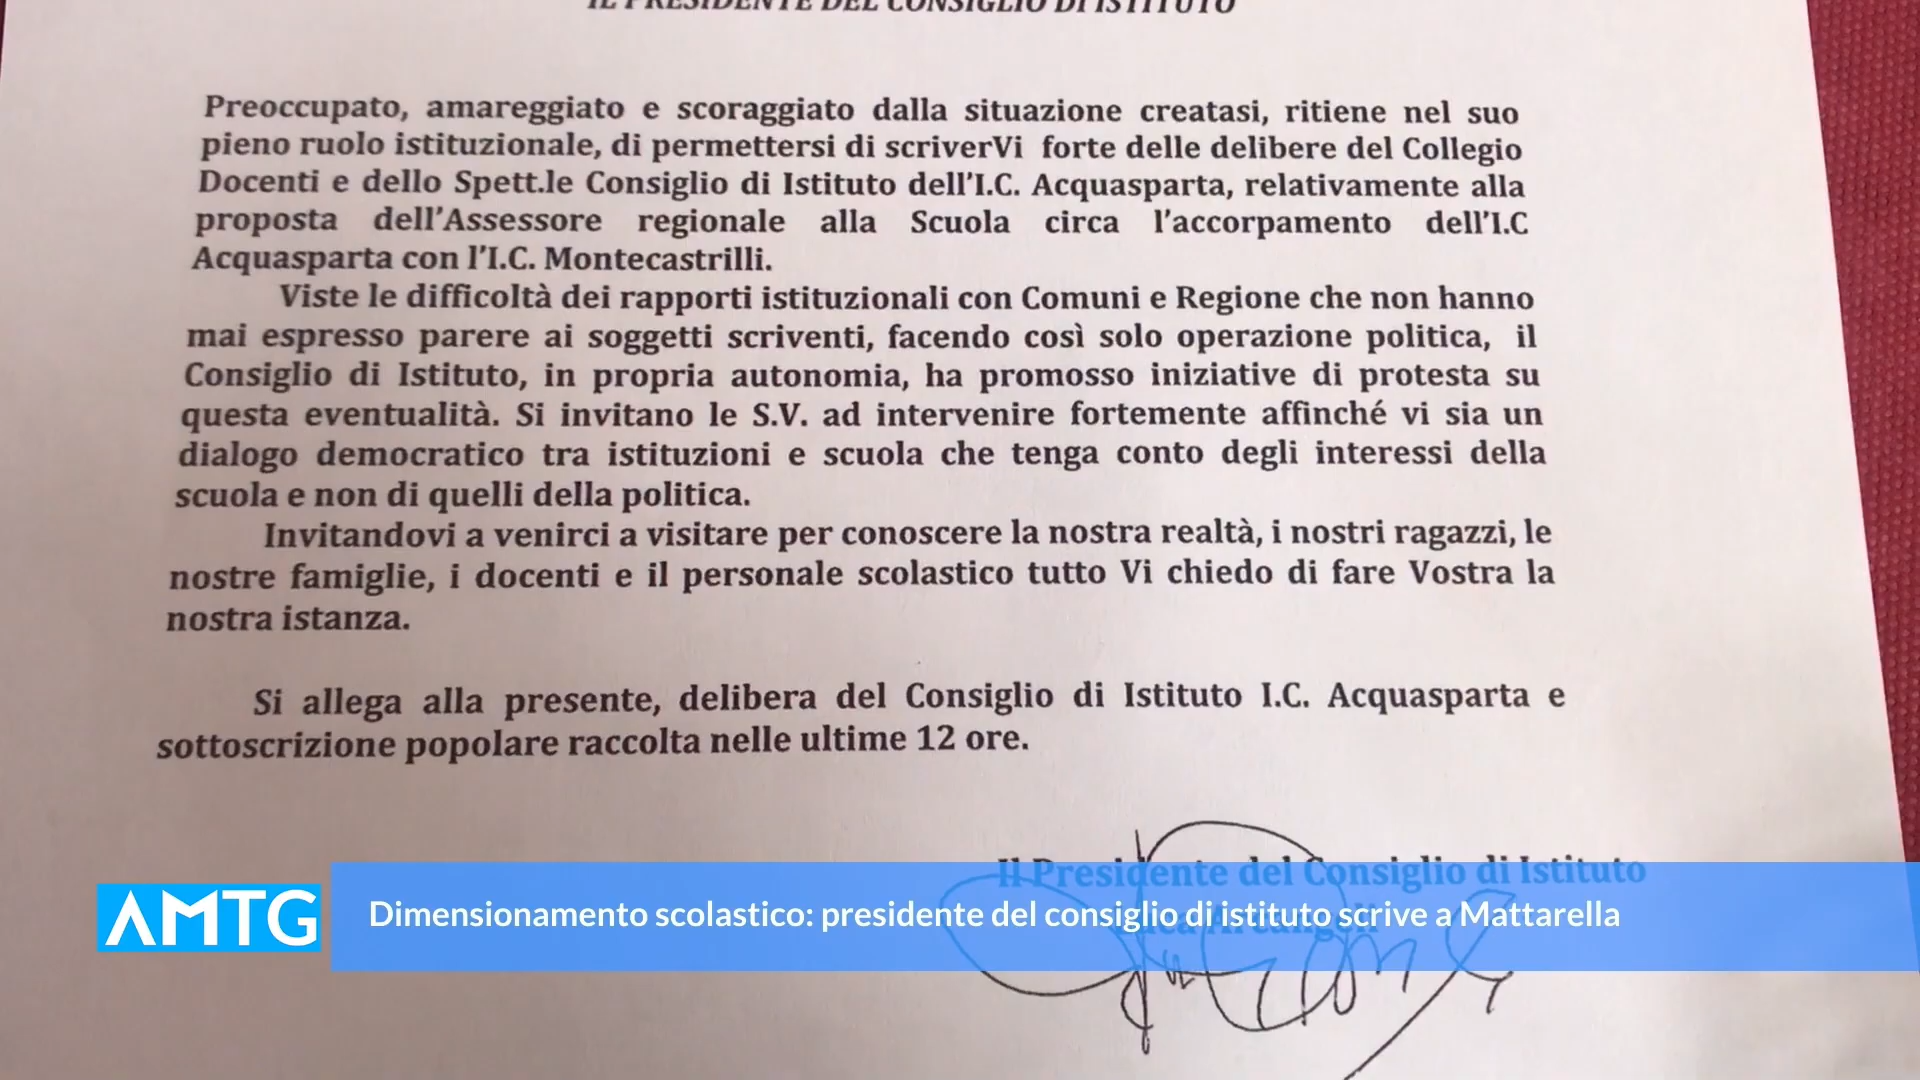 IL PRESIDENTE DEL CONSIGLIO DI ISTITUTO
Preoccupato, amareggiato e scoraggiato dalla situazione creatasi, ritiene nel suo
pieno ruolo istituzionale, di permettersi di scriverVi forte delle delibere del Collegio
Docenti e dello Spett.le Consiglio di Istituto dell'I.C. Acquasparta, relativamente alla
proposta dell'Assessore regionale alla Scuola circa l'accorpamento dell'I.C
Acquasparta con l'I.C. Montecastrilli.
Viste le difficoltà dei rapporti istituzionali con Comuni e Regione che non hanno
mai espresso parere ai soggetti scriventi, facendo così solo operazione politica, il
Consiglio di Istituto, in propria autonomia, ha promosso iniziative di protesta su
questa eventualità. Si invitano le S.V. ad intervenire fortemente affinché vi sia un
dialogo democratico tra istituzioni e scuola che tenga conto degli interessi della
scuola e non di quelli della politica.
Invitandovi a venirci a visitare per conoscere la nostra realtà, i nostri ragazzi, le
nostre famiglie, i docenti e il personale scolastico tutto Vi chiedo di fare Vostra la
nostra istanza.
Si allega alla presente, delibera del Consiglio di Istituto I.C. Acquasparta e
sottoscrizione popolare raccolta nelle ultime 12 ore.
Il Presidente del Consiglio di Istituto
AMTG Dimensionamento scolastico: presidente del consiglio di istituto scrive a Mattarella